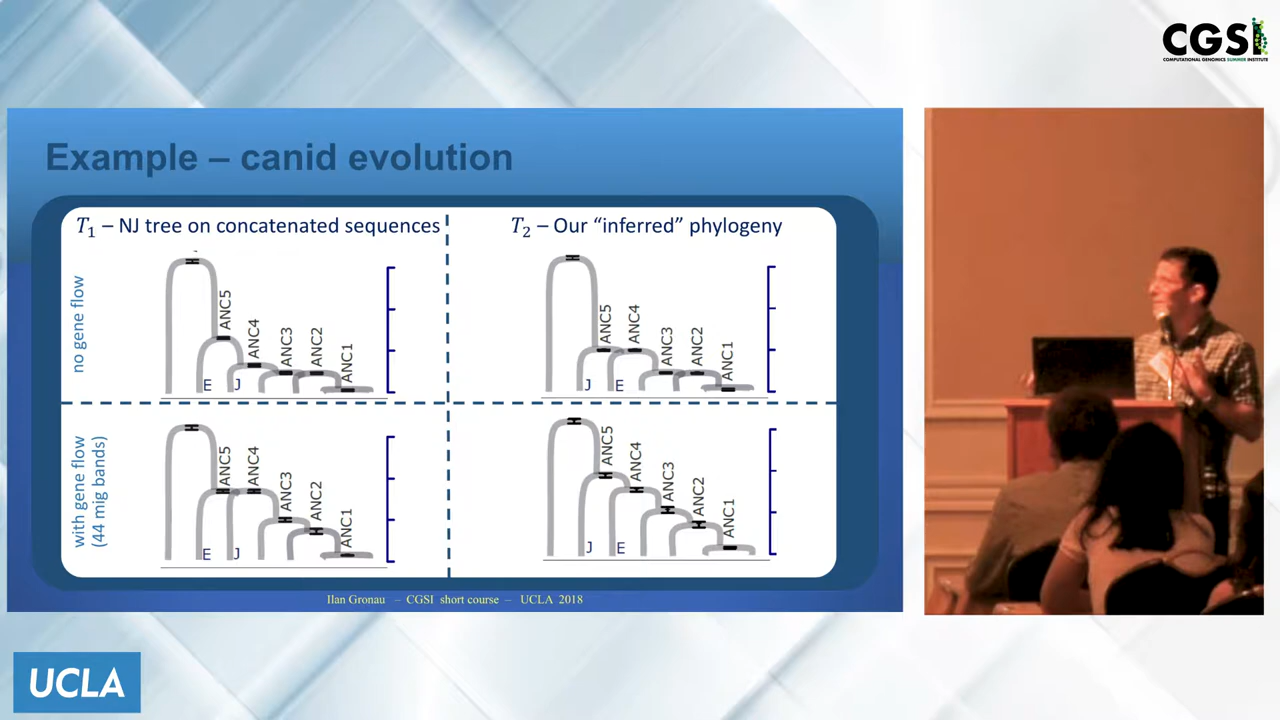 CGSI
COMPUTATIONAL GENOMICS SUMMER INSTITUTE
Example – canid evolution
T1 – NJ tree on concatenated sequences
T2 – Our “inferred” phylogeny
no gene flow
ANC5
ANC4
ANC3
ANC2
ANC1
E
J
ANC5
ANC4
ANC3
ANC2
ANC1
J
E
with gene flow
(44 mig bands)
ANC5
ANC4
ANC3
ANC2
ANC1
E
J
ANC5
ANC4
ANC3
ANC2
ANC1
J
E
Ilan Gronau – CGSI short course – UCLA 2018
UCLA